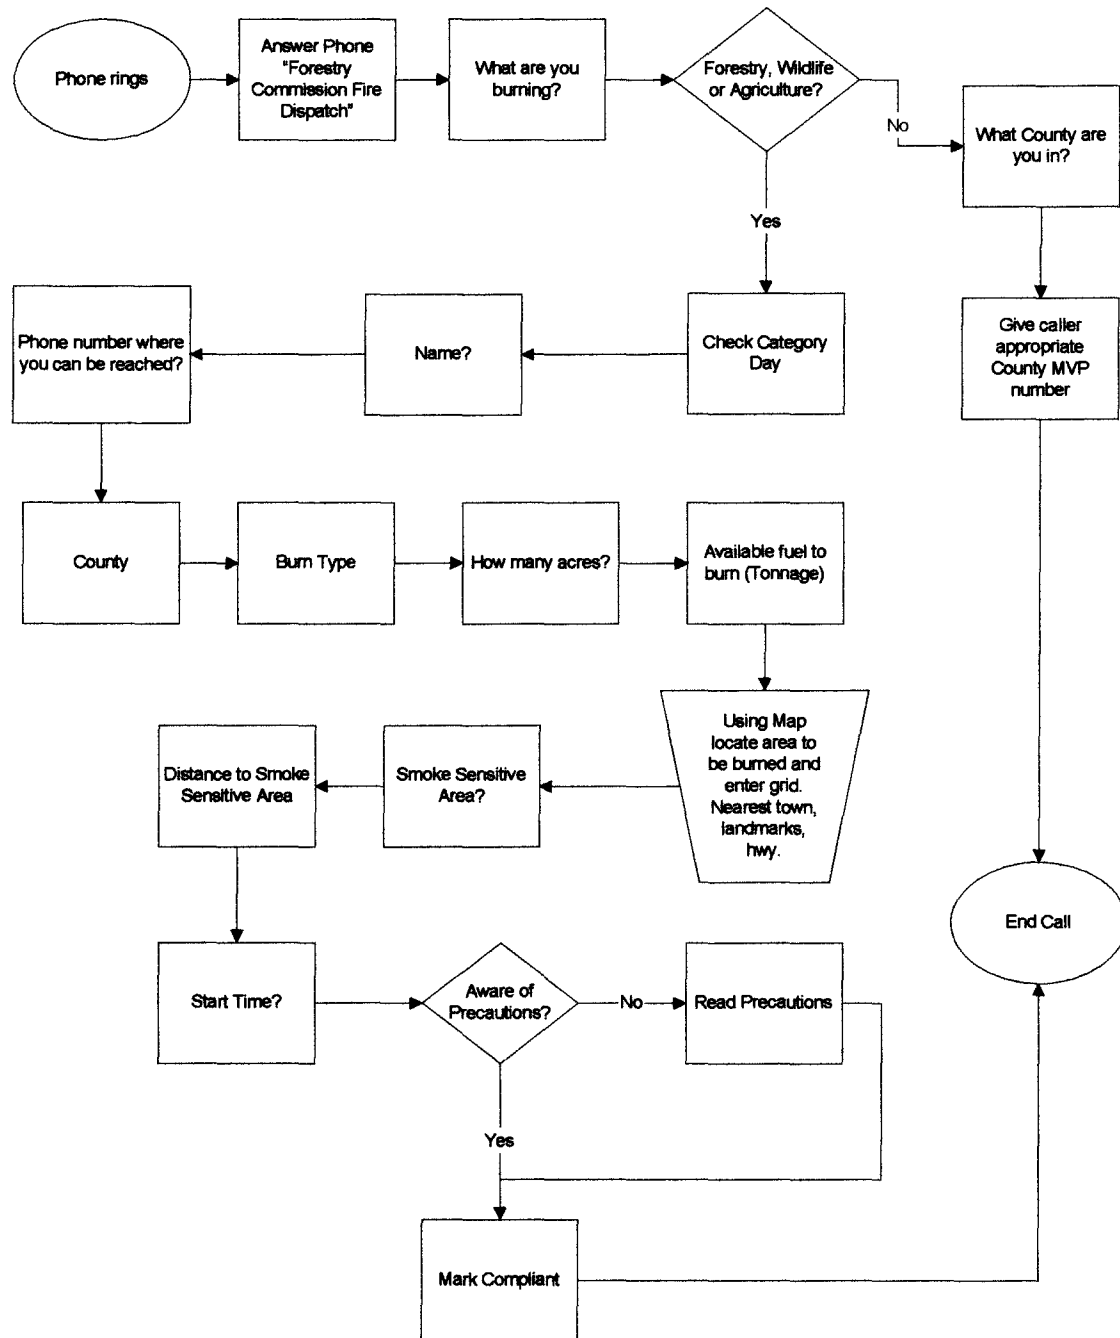 Phone rings
Answer Phone
"Forestry
Commission Fire
Dispatch"
What are you
burning?
Forestry, Wildlife
or Agriculture?
No
What County are
you in?
Yes
Phone number where
you can be reached?
Name?
Check Category
Day
Give caller
appropriate
County MVP
number
County
Burn Type
How many acres?
Available fuel to
burn (Tonnage)
Distance to Smoke
Sensitive Area
Smoke Sensitive
Area?
Using Map
locate area to
be burned and
enter grid.
Nearest town,
landmarks,
hwy.
End Call
Start Time?
Aware of
Precautions?
No
Read Precautions
Yes
Mark Compliant